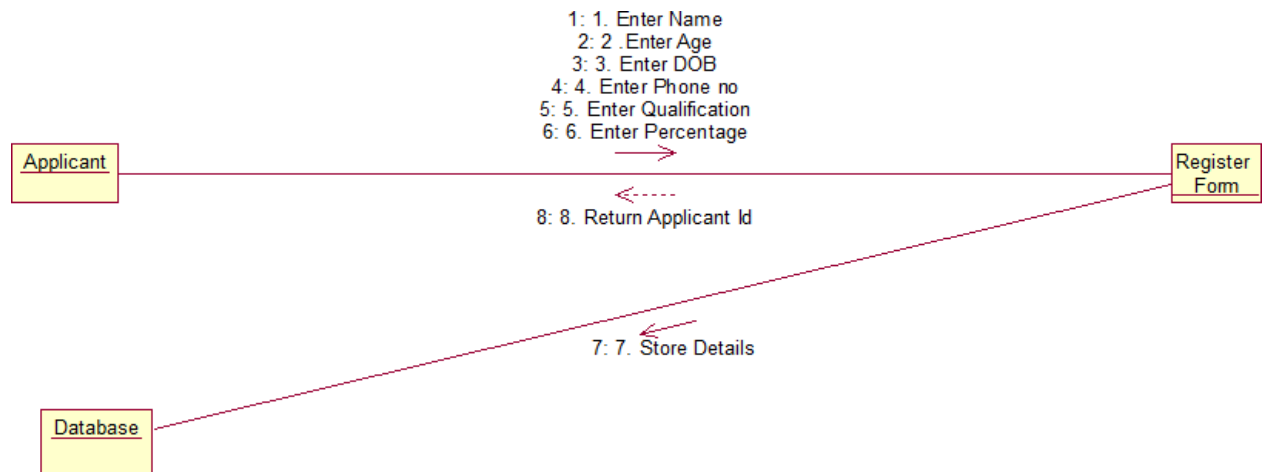 1: 1. Enter Name
2: 2 .Enter Age
3: 3. Enter DOB
4: 4. Enter Phone no
5: 5. Enter Qualification
6: 6. Enter Percentage
Applicant
Register
Form
8: 8. Return Applicant Id
7: 7. Store Details
Database